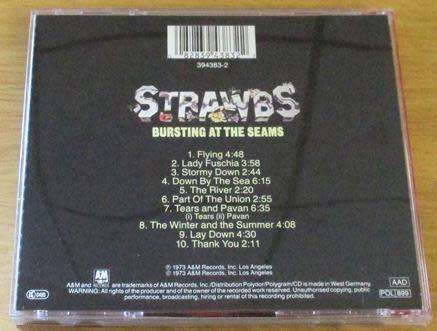 394383-2
STRAWBS
BURSTING AT THE SEAMS
1. Flying 4:48
2. Lady Fuschia 3:58
3. Stormy Down 2:44
4. Down By The Sea 6:15
5. The River 2:20
6. Part Of The Union 2:55
7. Tears and Pavan 6:35
(i) Tears (ii) Pavan
8. The Winter and the Summer 4:08
9. Lay Down 4:30
10. Thank You 2:11
℗ 1973 A&M Records, Inc. Los Angeles
© 1973 A&M Records, Inc. Los Angeles
A&M RECORDS
AAD
POL 899
A&M and are trademarks of A&M Records, Inc./Distribution Polydor/Polygram/CD is made in West Germany
WARNING: All rights of the producer and of the owner of the recorded work reserved. Unauthorised copying, public
performance, broadcasting, hiring or rental of this recording prohibited.